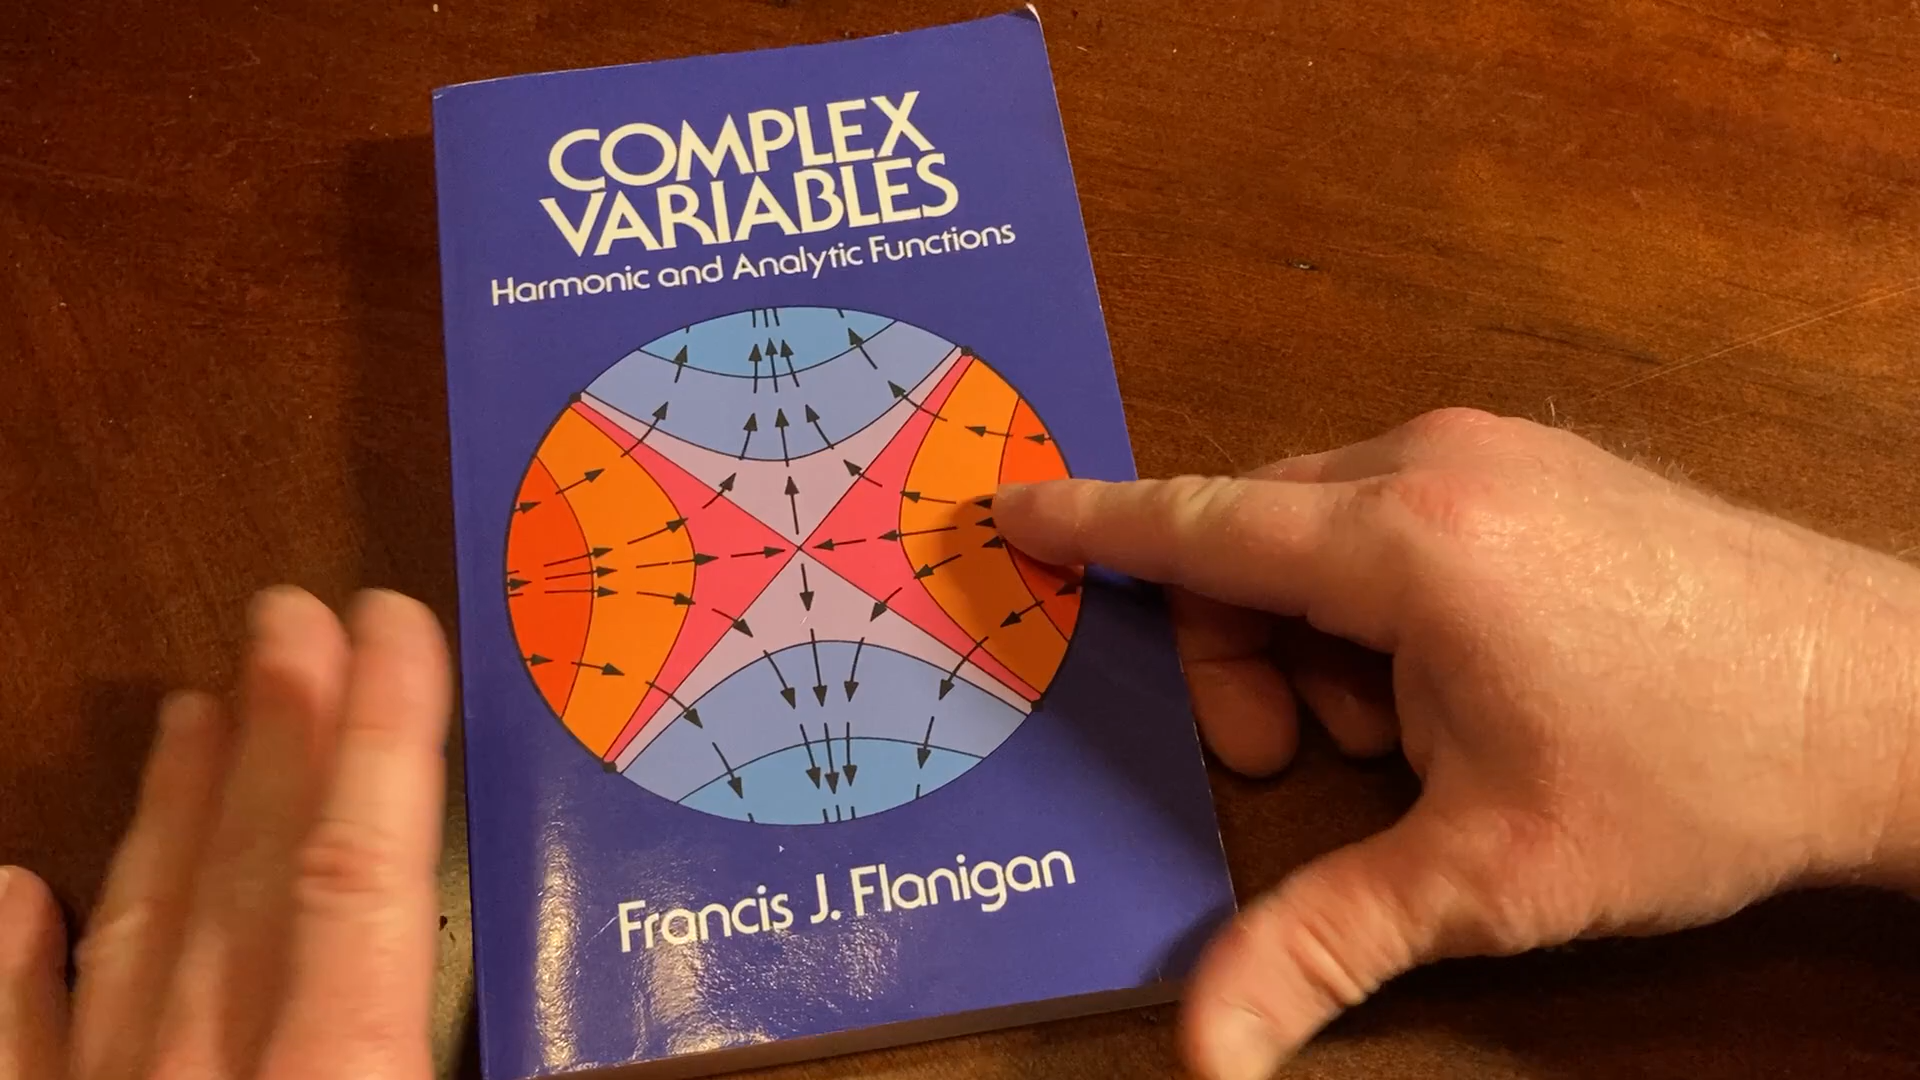 COMPLEX
VARIABLES
Harmonic and Analytic Functions
Francis J. Flanigan